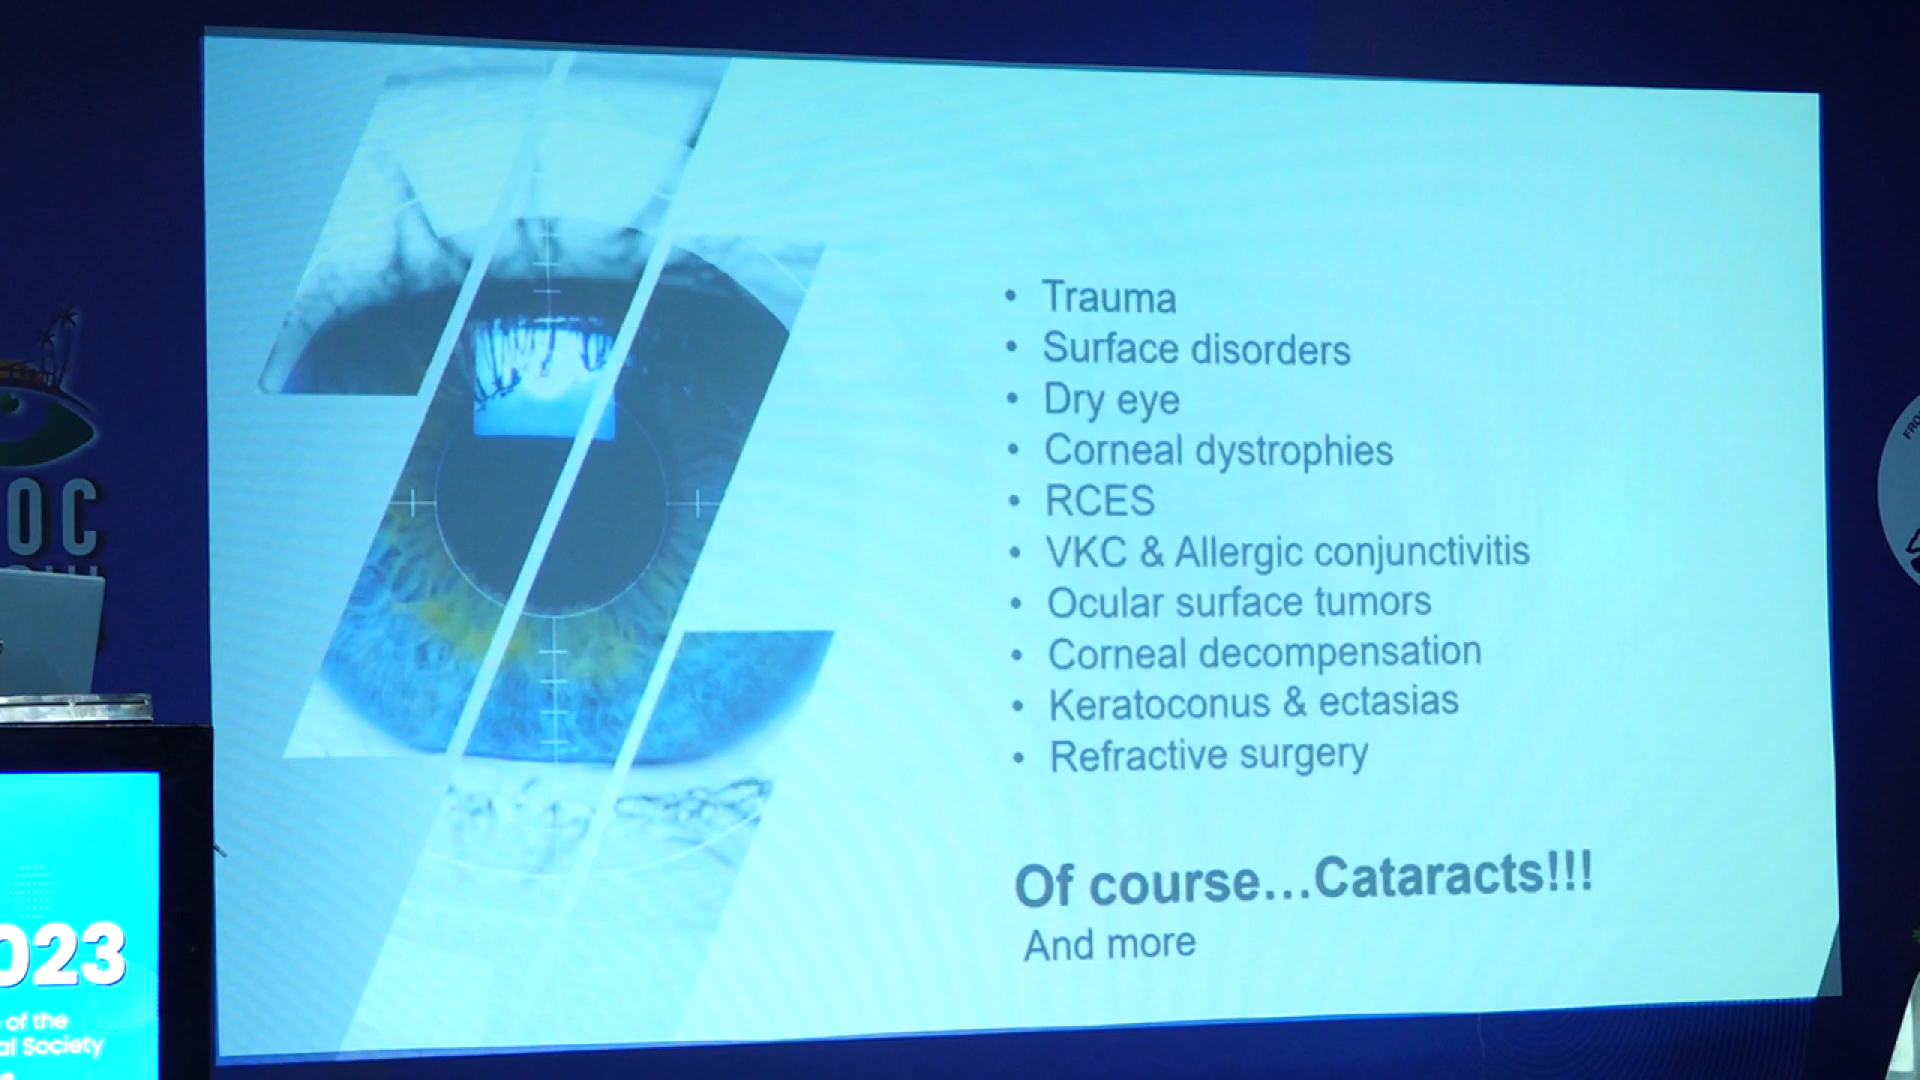 • Trauma
• Surface disorders
• Dry eye
• Corneal dystrophies
• RCES
• VKC & Allergic conjunctivitis
• Ocular surface tumors
• Corneal decompensation
• Keratoconus & ectasias
• Refractive surgery
Of course...Cataracts!!!
And more
OC
023
of the
al Society
FRO